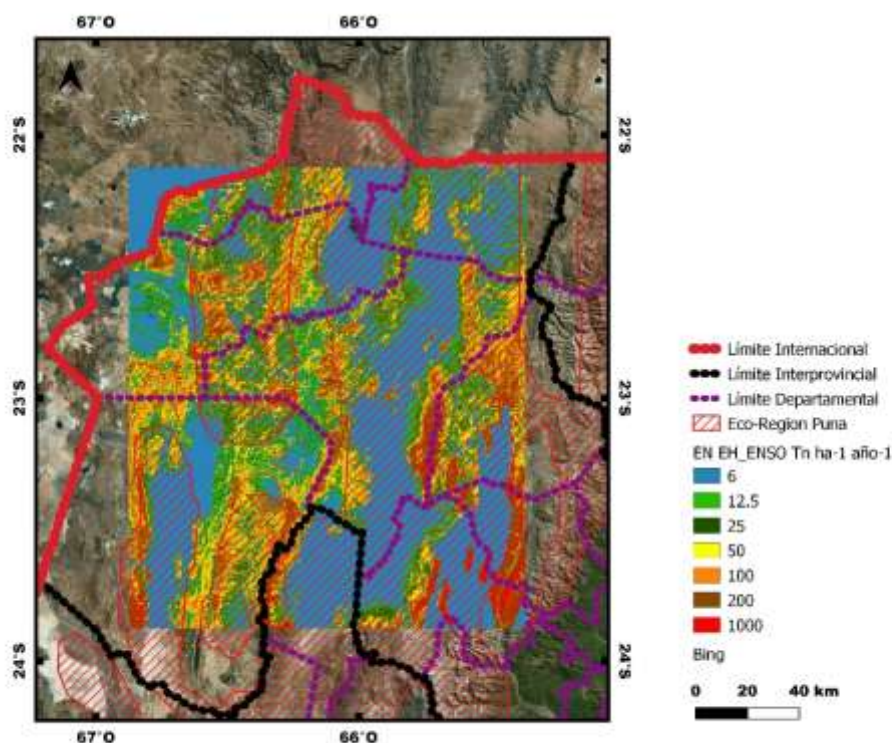 67°O 66°O
22°S 22°S
23°S 23°S
24°S 24°S
67°O 66°O
Límite Internacional
Límite Interprovincial
Límite Departamental
Eco-Region Puna
EN EH_ENSO Tn ha-1 año-1
6
12.5
25
50
100
200
1000
Bing
0 20 40 km